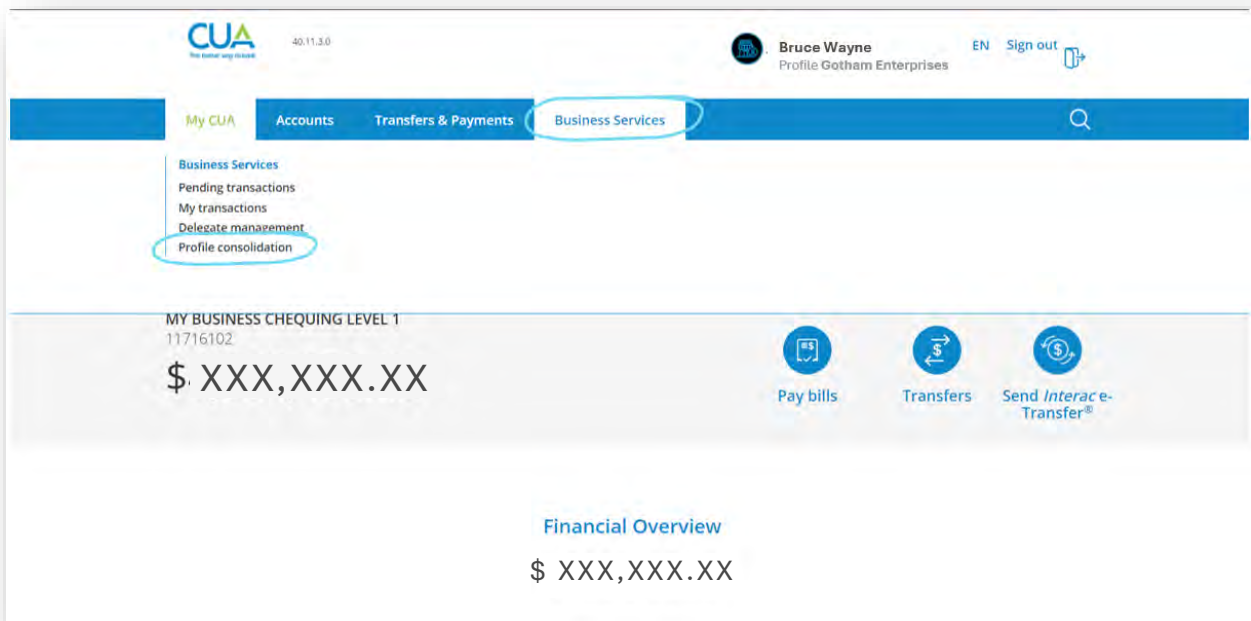 CUA
40.11.3.0
Bruce Wayne
Profile Gotham Enterprises
EN
Sign out
My CUA
Accounts
Transfers & Payments
Business Services
Business Services
Pending transactions
My transactions
Delegate management
Profile consolidation
MY BUSINESS CHEQUING LEVEL 1
11716102
$ XXX,XXX.XX
Pay bills
Transfers
Send Interac e-
Transfer®
Financial Overview
$ XXX,XXX.XX